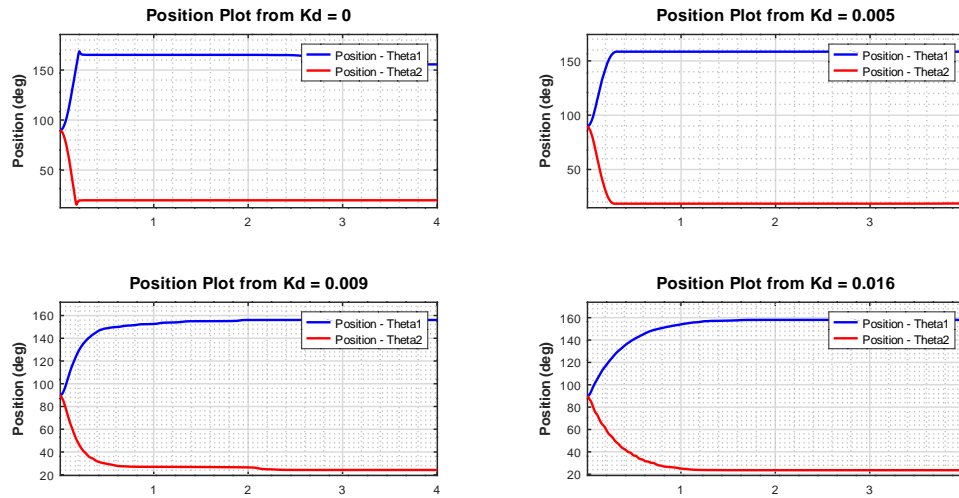 Position Plot from Kd = 0
Position (deg)
150
100
50
1
2
3
4
Position - Theta1
Position - Theta2
Position Plot from Kd = 0.005
Position (deg)
150
100
50
1
2
3
Position - Theta1
Position - Theta2
Position Plot from Kd = 0.009
Position (deg)
160
140
120
100
80
60
40
20
1
2
3
4
Position - Theta1
Position - Theta2
Position Plot from Kd = 0.016
Position (deg)
160
140
120
100
80
60
40
20
1
2
3
Position - Theta1
Position - Theta2